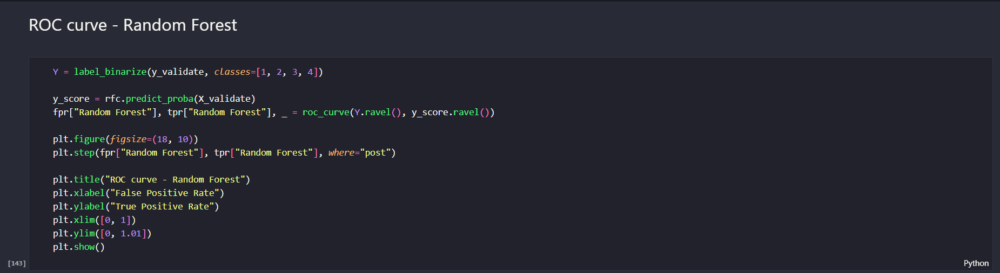 ROC curve - Random Forest
Y = label_binarize(y_validate, classes=[1, 2, 3, 4])
y_score = rfc.predict_proba(X_validate)
fpr["Random Forest"], tpr["Random Forest"], _ = roc_curve(Y.ravel(), y_score.ravel())
plt.figure(figsize=(18, 10))
plt.step(fpr["Random Forest"], tpr["Random Forest"], where="post")
plt.title("ROC curve - Random Forest")
plt.xlabel("False Positive Rate")
plt.ylabel("True Positive Rate")
plt.xlim([0, 1])
plt.ylim([0, 1.01])
plt.show()
[143]
Python